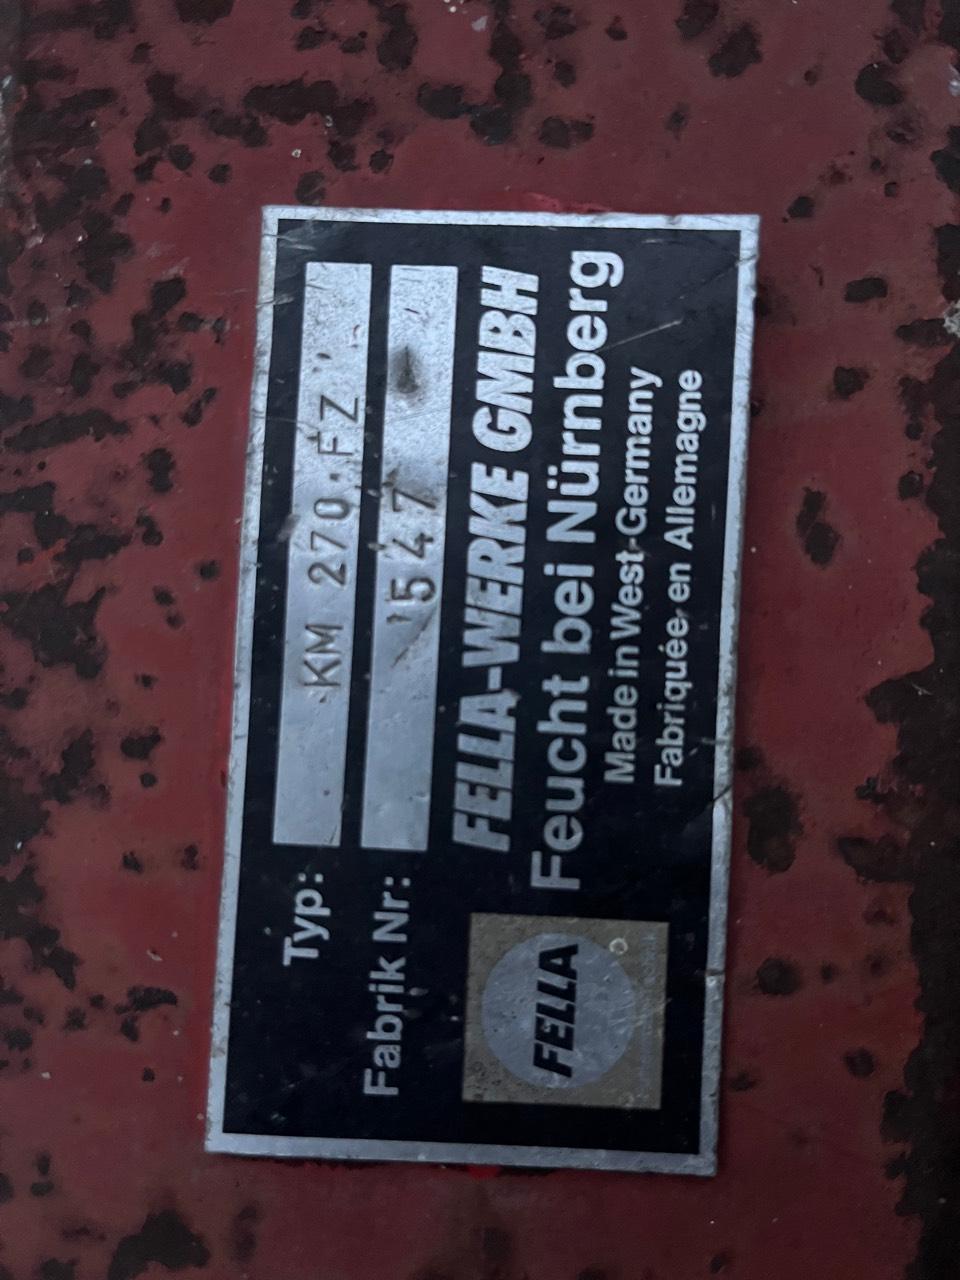 Typ: KM 270 FZ
Fabrik Nr: 1547
FELLA-WERKE GMBH
Feucht bei Nürnberg
Made in West-Germany
Fabriquée en Allemagne
FELLA